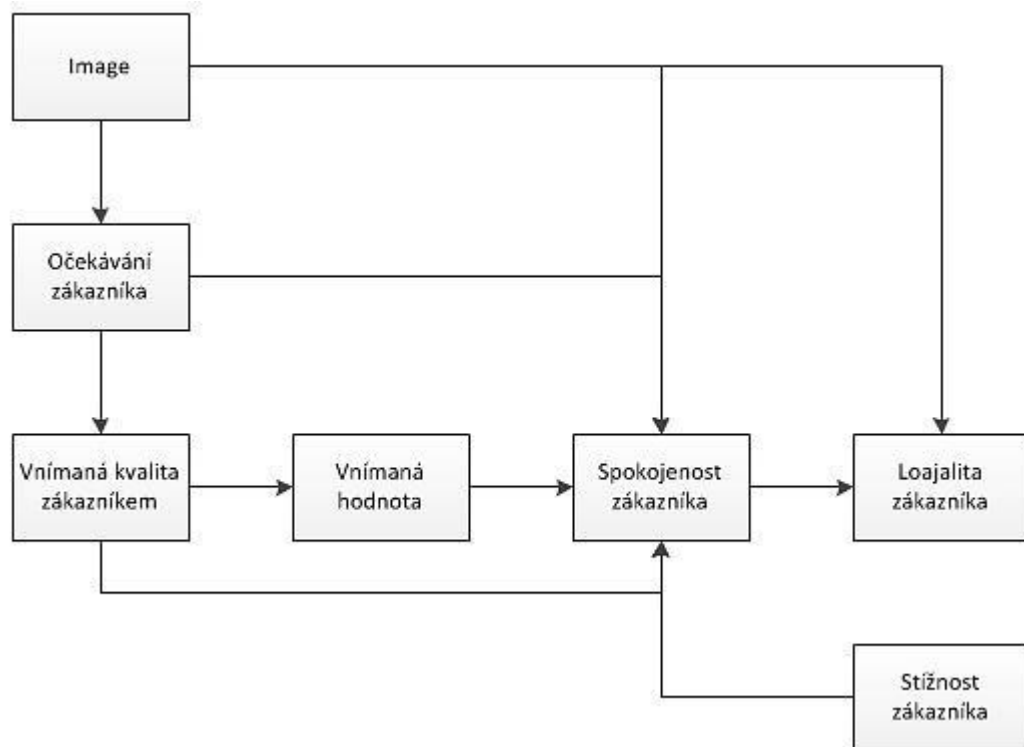 Image
Očekávání
zákazníka
Vnímaná kvalita
zákazníkem
Vnímaná
hodnota
Spokojenost
zákazníka
Loajalita
zákazníka
Stížnost
zákazníka